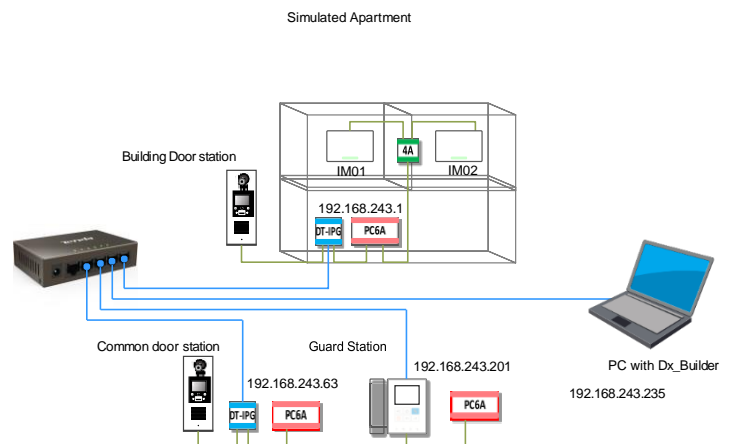 Simulated Apartment
Building Door station
4A
IM01
IM02
192.168.243.1
DT-IPG
PC6A
Tenda
Common door station
Guard Station
192.168.243.201
PC with Dx_Builder
192.168.243.63
192.168.243.235
DT-IPG
PC6A
PC6A